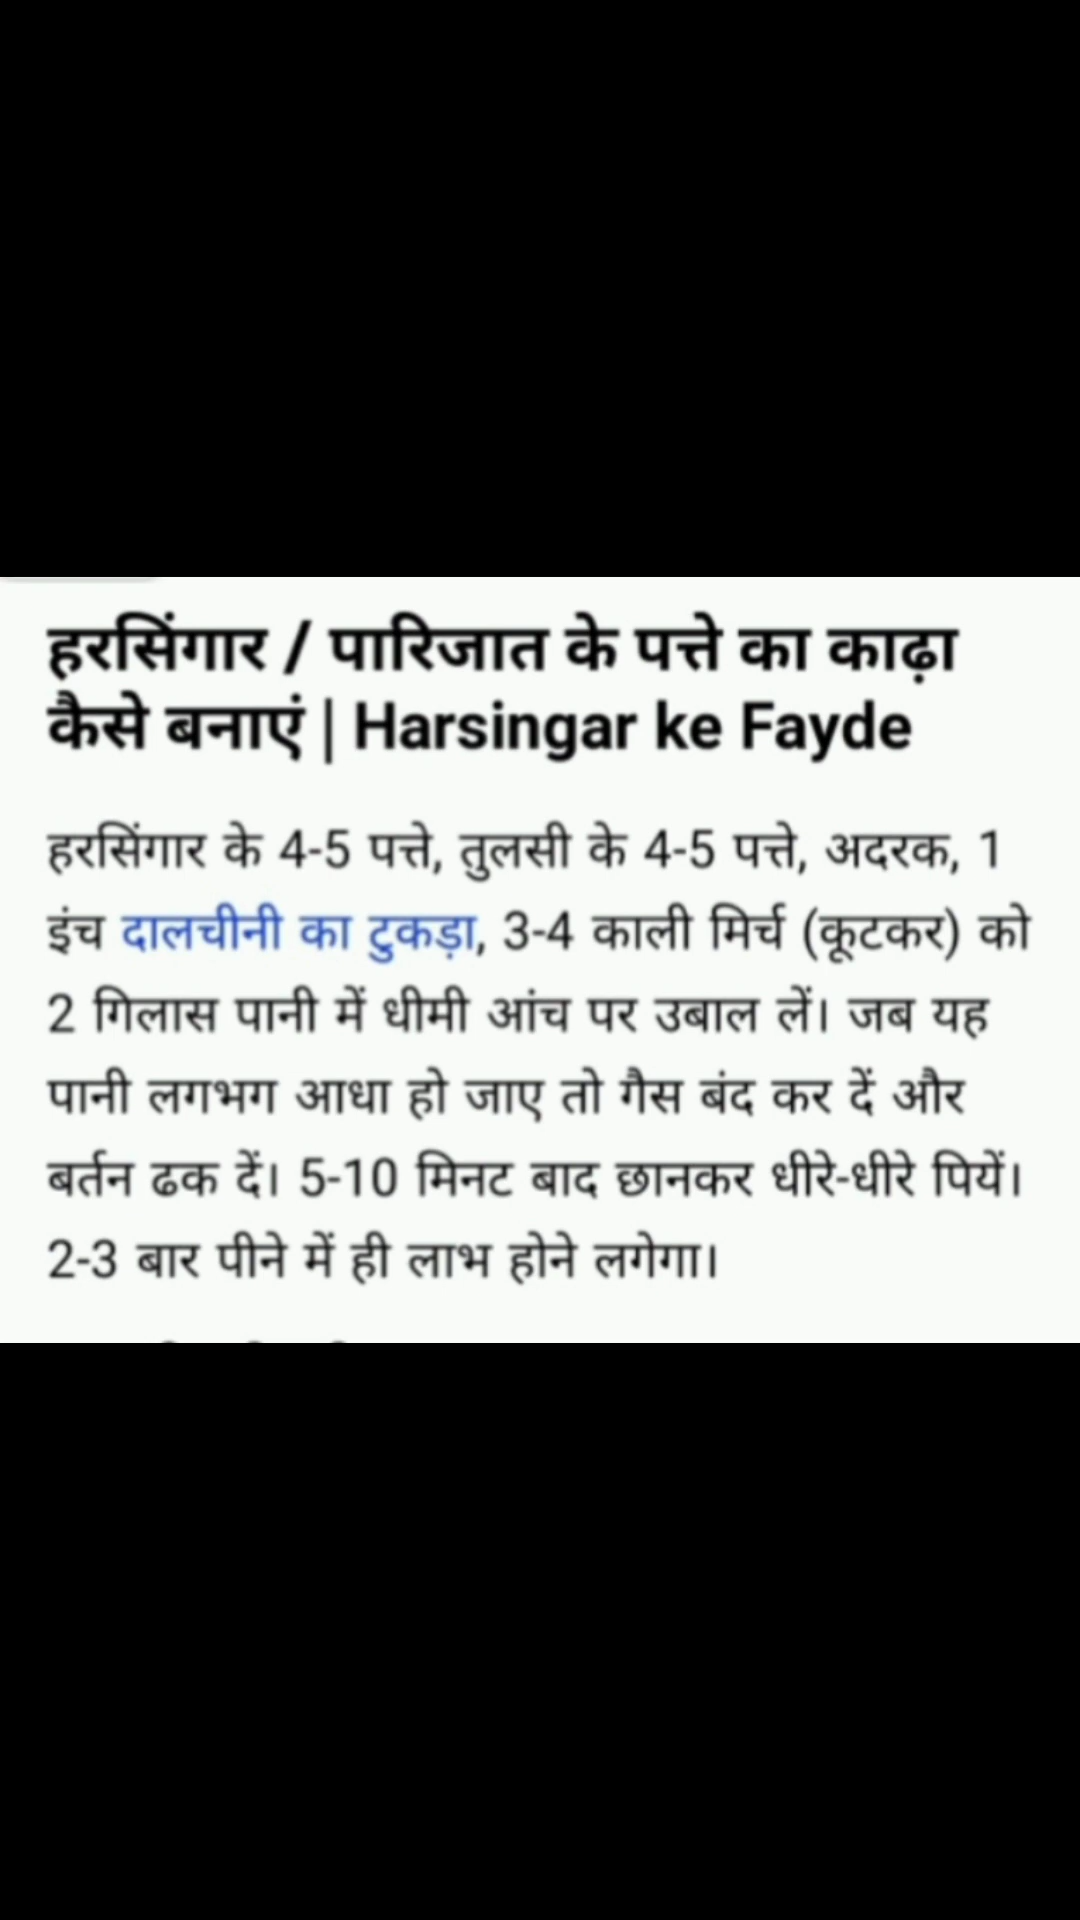 हरसिंगार / पारिजात के पत्ते का काढ़ा
कैसे बनाएं | Harsingar ke Fayde
हरसिंगार के 4-5 पत्ते, तुलसी के 4-5 पत्ते, अदरक, 1
इंच दालचीनी का टुकड़ा, 3-4 काली मिर्च (कूटकर) को
2 गिलास पानी में धीमी आंच पर उबाल लें। जब यह
पानी लगभग आधा हो जाए तो गैस बंद कर दें और
बर्तन ढक दें। 5-10 मिनट बाद छानकर धीरे-धीरे पियें।
2-3 बार पीने में ही लाभ होने लगेगा।